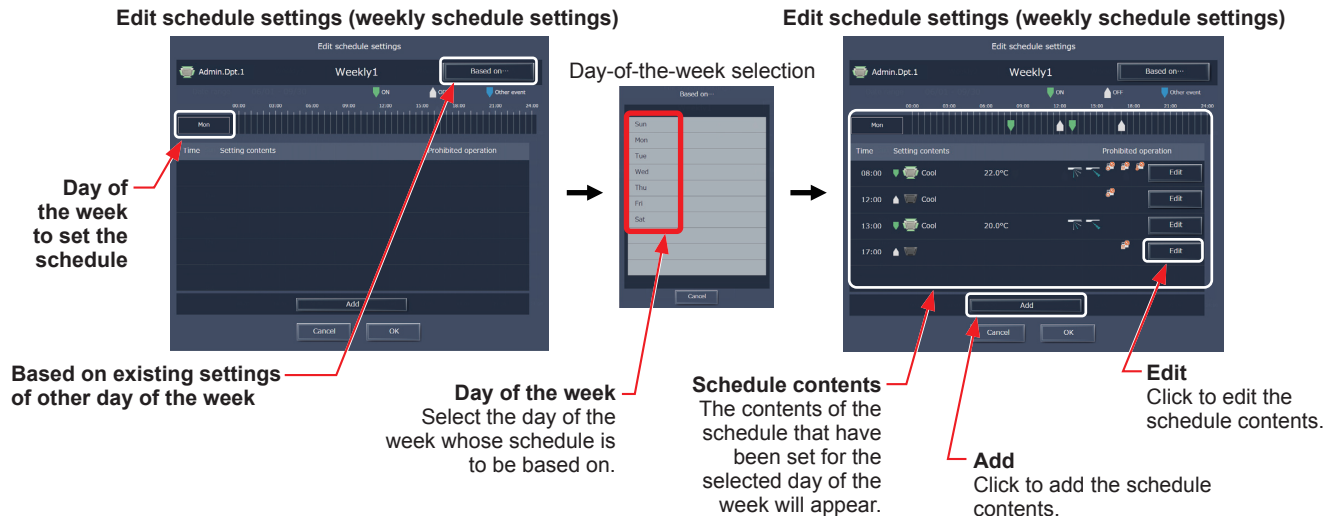 Edit schedule settings (weekly schedule settings)
Edit schedule settings
Admin.Dpt.1 Weekly1 Based on···
ON OFF Other event
00:00 03:00 06:00 09:00 12:00 15:00 18:00 21:00 24:00
Mon
Time Setting contents Prohibited operation
Add
Cancel OK
Day of
the week
to set the
schedule
Based on existing settings
of other day of the week
Day-of-the-week selection
Based on···
Sun
Mon
Tue
Wed
Thu
Fri
Sat
Cancel
Day of the week
Select the day of the
week whose schedule is
to be based on.
Edit schedule settings (weekly schedule settings)
Edit schedule settings
Admin.Dpt.1 Weekly1 Based on···
ON OFF Other event
00:00 03:00 06:00 09:00 12:00 15:00 18:00 21:00 24:00
Mon
Time Setting contents Prohibited operation
08:00 Cool 22.0°C Edit
12:00 Cool Edit
13:00 Cool 20.0°C Edit
17:00 Edit
Add
Cancel OK
Schedule contents
The contents of the
schedule that have
been set for the
selected day of the
week will appear.
Add
Click to add the schedule
contents.
Edit
Click to edit the
schedule contents.